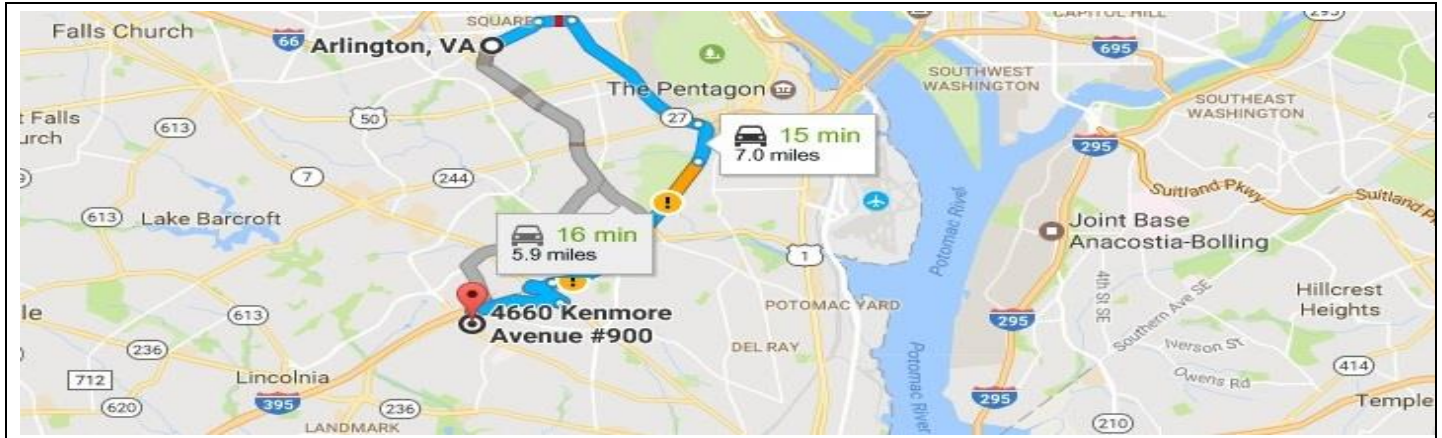 SQUARE
CAPITOL HILL
295
Falls Church
66
Arlington, VA
695
SOUTHWEST
WASHINGTON
The Pentagon
SOUTHEAST
WASHINGTON
t Falls
urch
50
27
613
15 min
7.0 miles
295
7
244
Suitland Pkwy
Suitland
613
Lake Barcroft
16 min
5.9 miles
1
Potomac River
Joint Base
Anacostia-Bolling
4th St SE
Southern Ave SE
Hillcrest
Heights
le
613
4660 Kenmore
Avenue #900
POTOMAC YARD
295
236
DEL RAY
Iverson St
414
712
Lincolnia
Potomac River
Owens Rd
620
395
236
295
Temple
LANDMARK
210